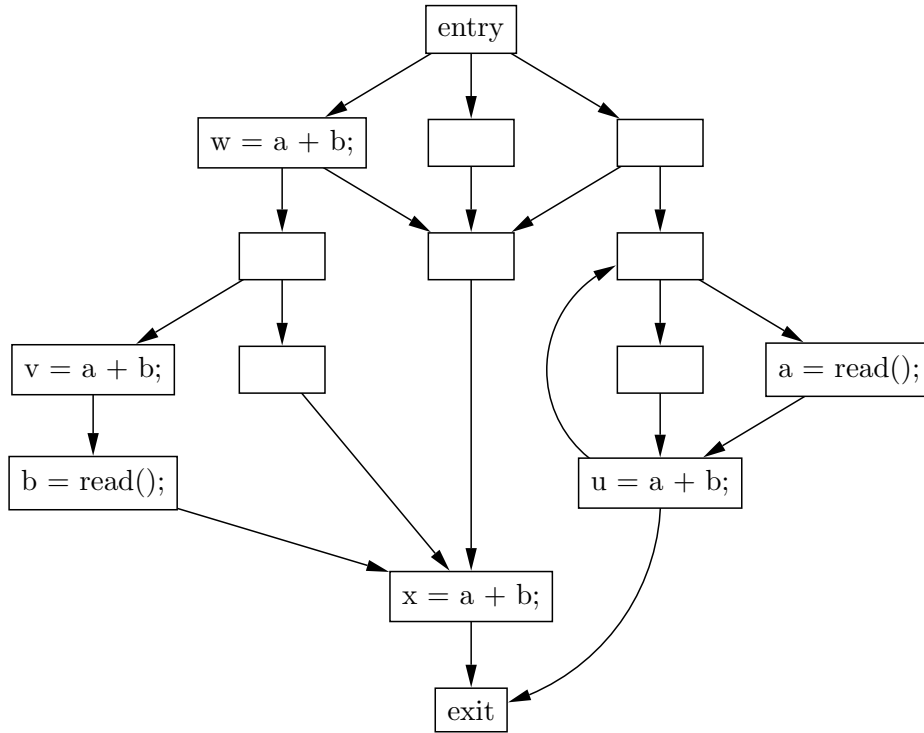 entry
w = a + b;
v = a + b;
a = read();
b = read();
u = a + b;
x = a + b;
exit